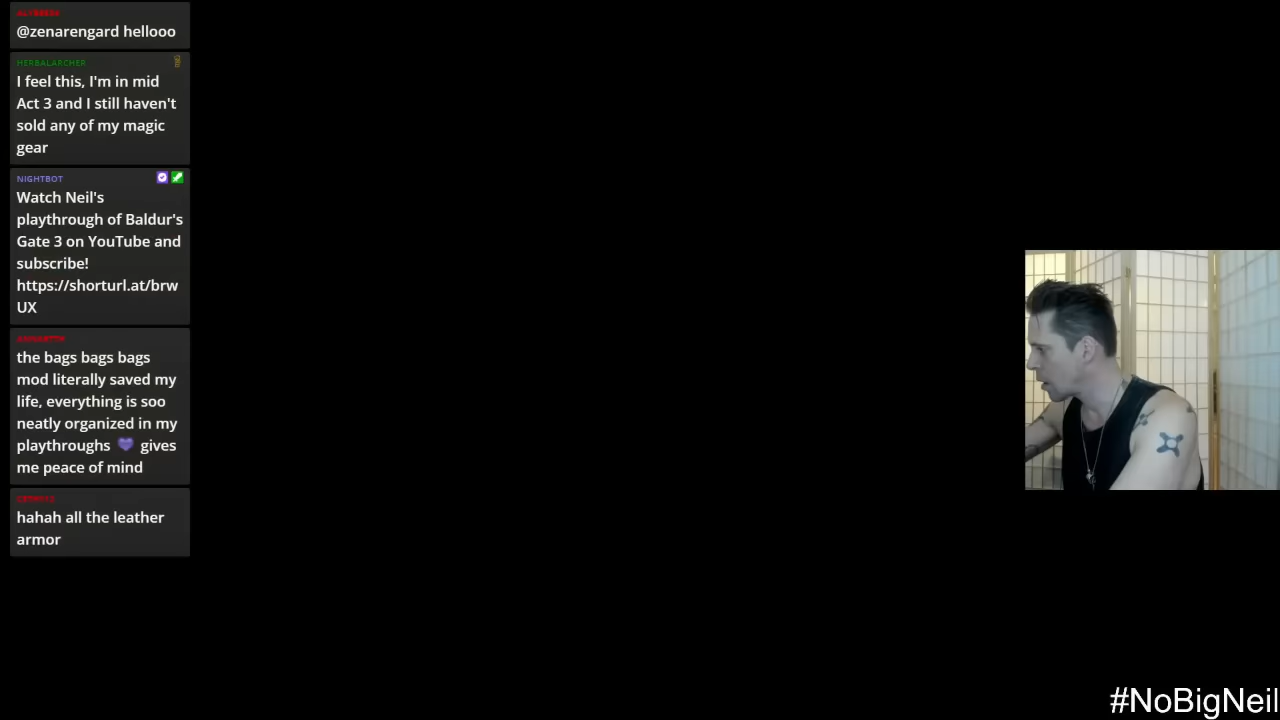 @zenarengard hellooo
HERBALARCHER
I feel this, I'm in mid
Act 3 and I still haven't
sold any of my magic
gear
NIGHTBOT
Watch Neil's
playthrough of Baldur's
Gate 3 on YouTube and
subscribe!
https://shorturl.at/brw
UX
the bags bags bags
mod literally saved my
life, everything is soo
neatly organized in my
playthroughs 💜 gives
me peace of mind
hahah all the leather
armor
#NoBigNeil